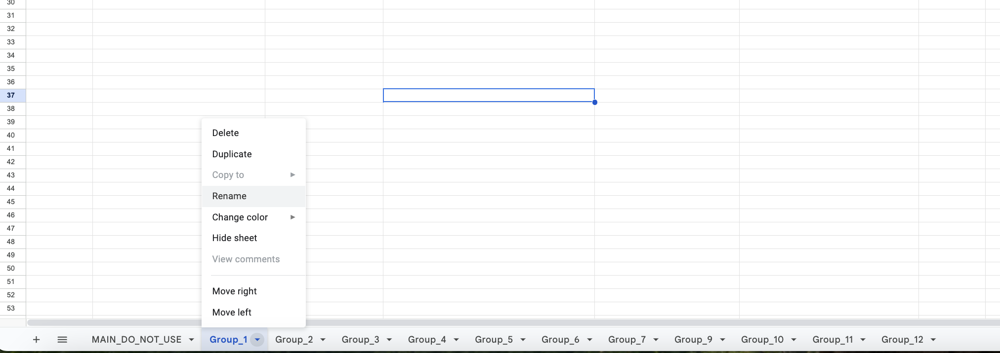 30
31
32
33
34
35
36
37
38
39
40
41
42
43
44
45
46
47
48
49
50
51
52
53
Delete
Duplicate
Copy to
Rename
Change color
Hide sheet
View comments
Move right
Move left
MAIN_DO_NOT_USE Group_1 Group_2 Group_3 Group_4 Group_5 Group_6 Group_7 Group_9 Group_10 Group_11 Group_12